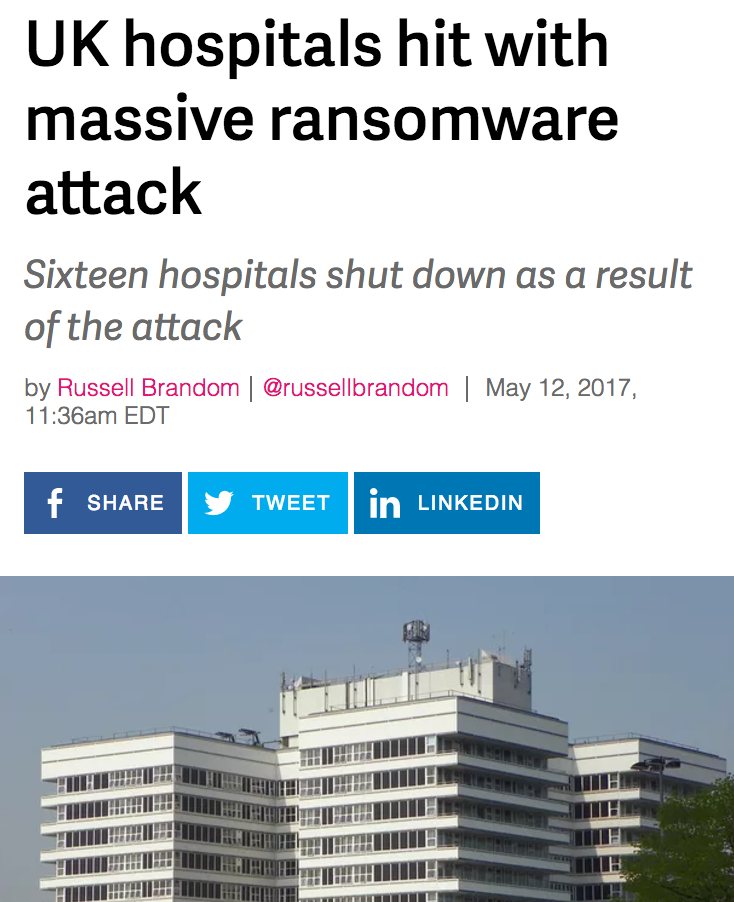 UK hospitals hit with
massive ransomware
attack
Sixteen hospitals shut down as a result
of the attack
by Russell Brandom | @russellbrandom | May 12, 2017,
11:36am EDT
f SHARE TWEET in LINKEDIN